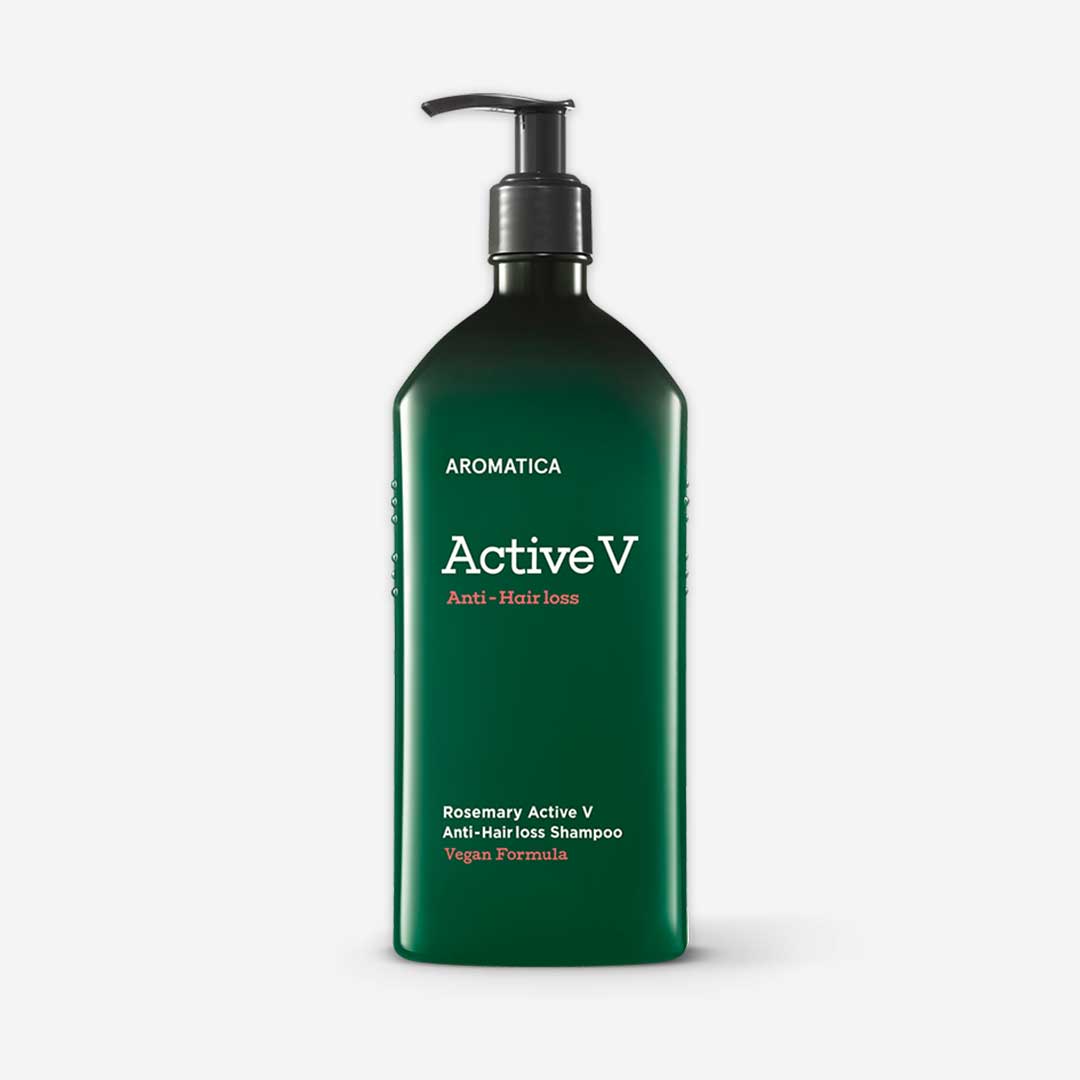 AROMATICA
Active V
Anti-Hair loss
Rosemary Active V
Anti-Hair loss Shampoo
Vegan Formula